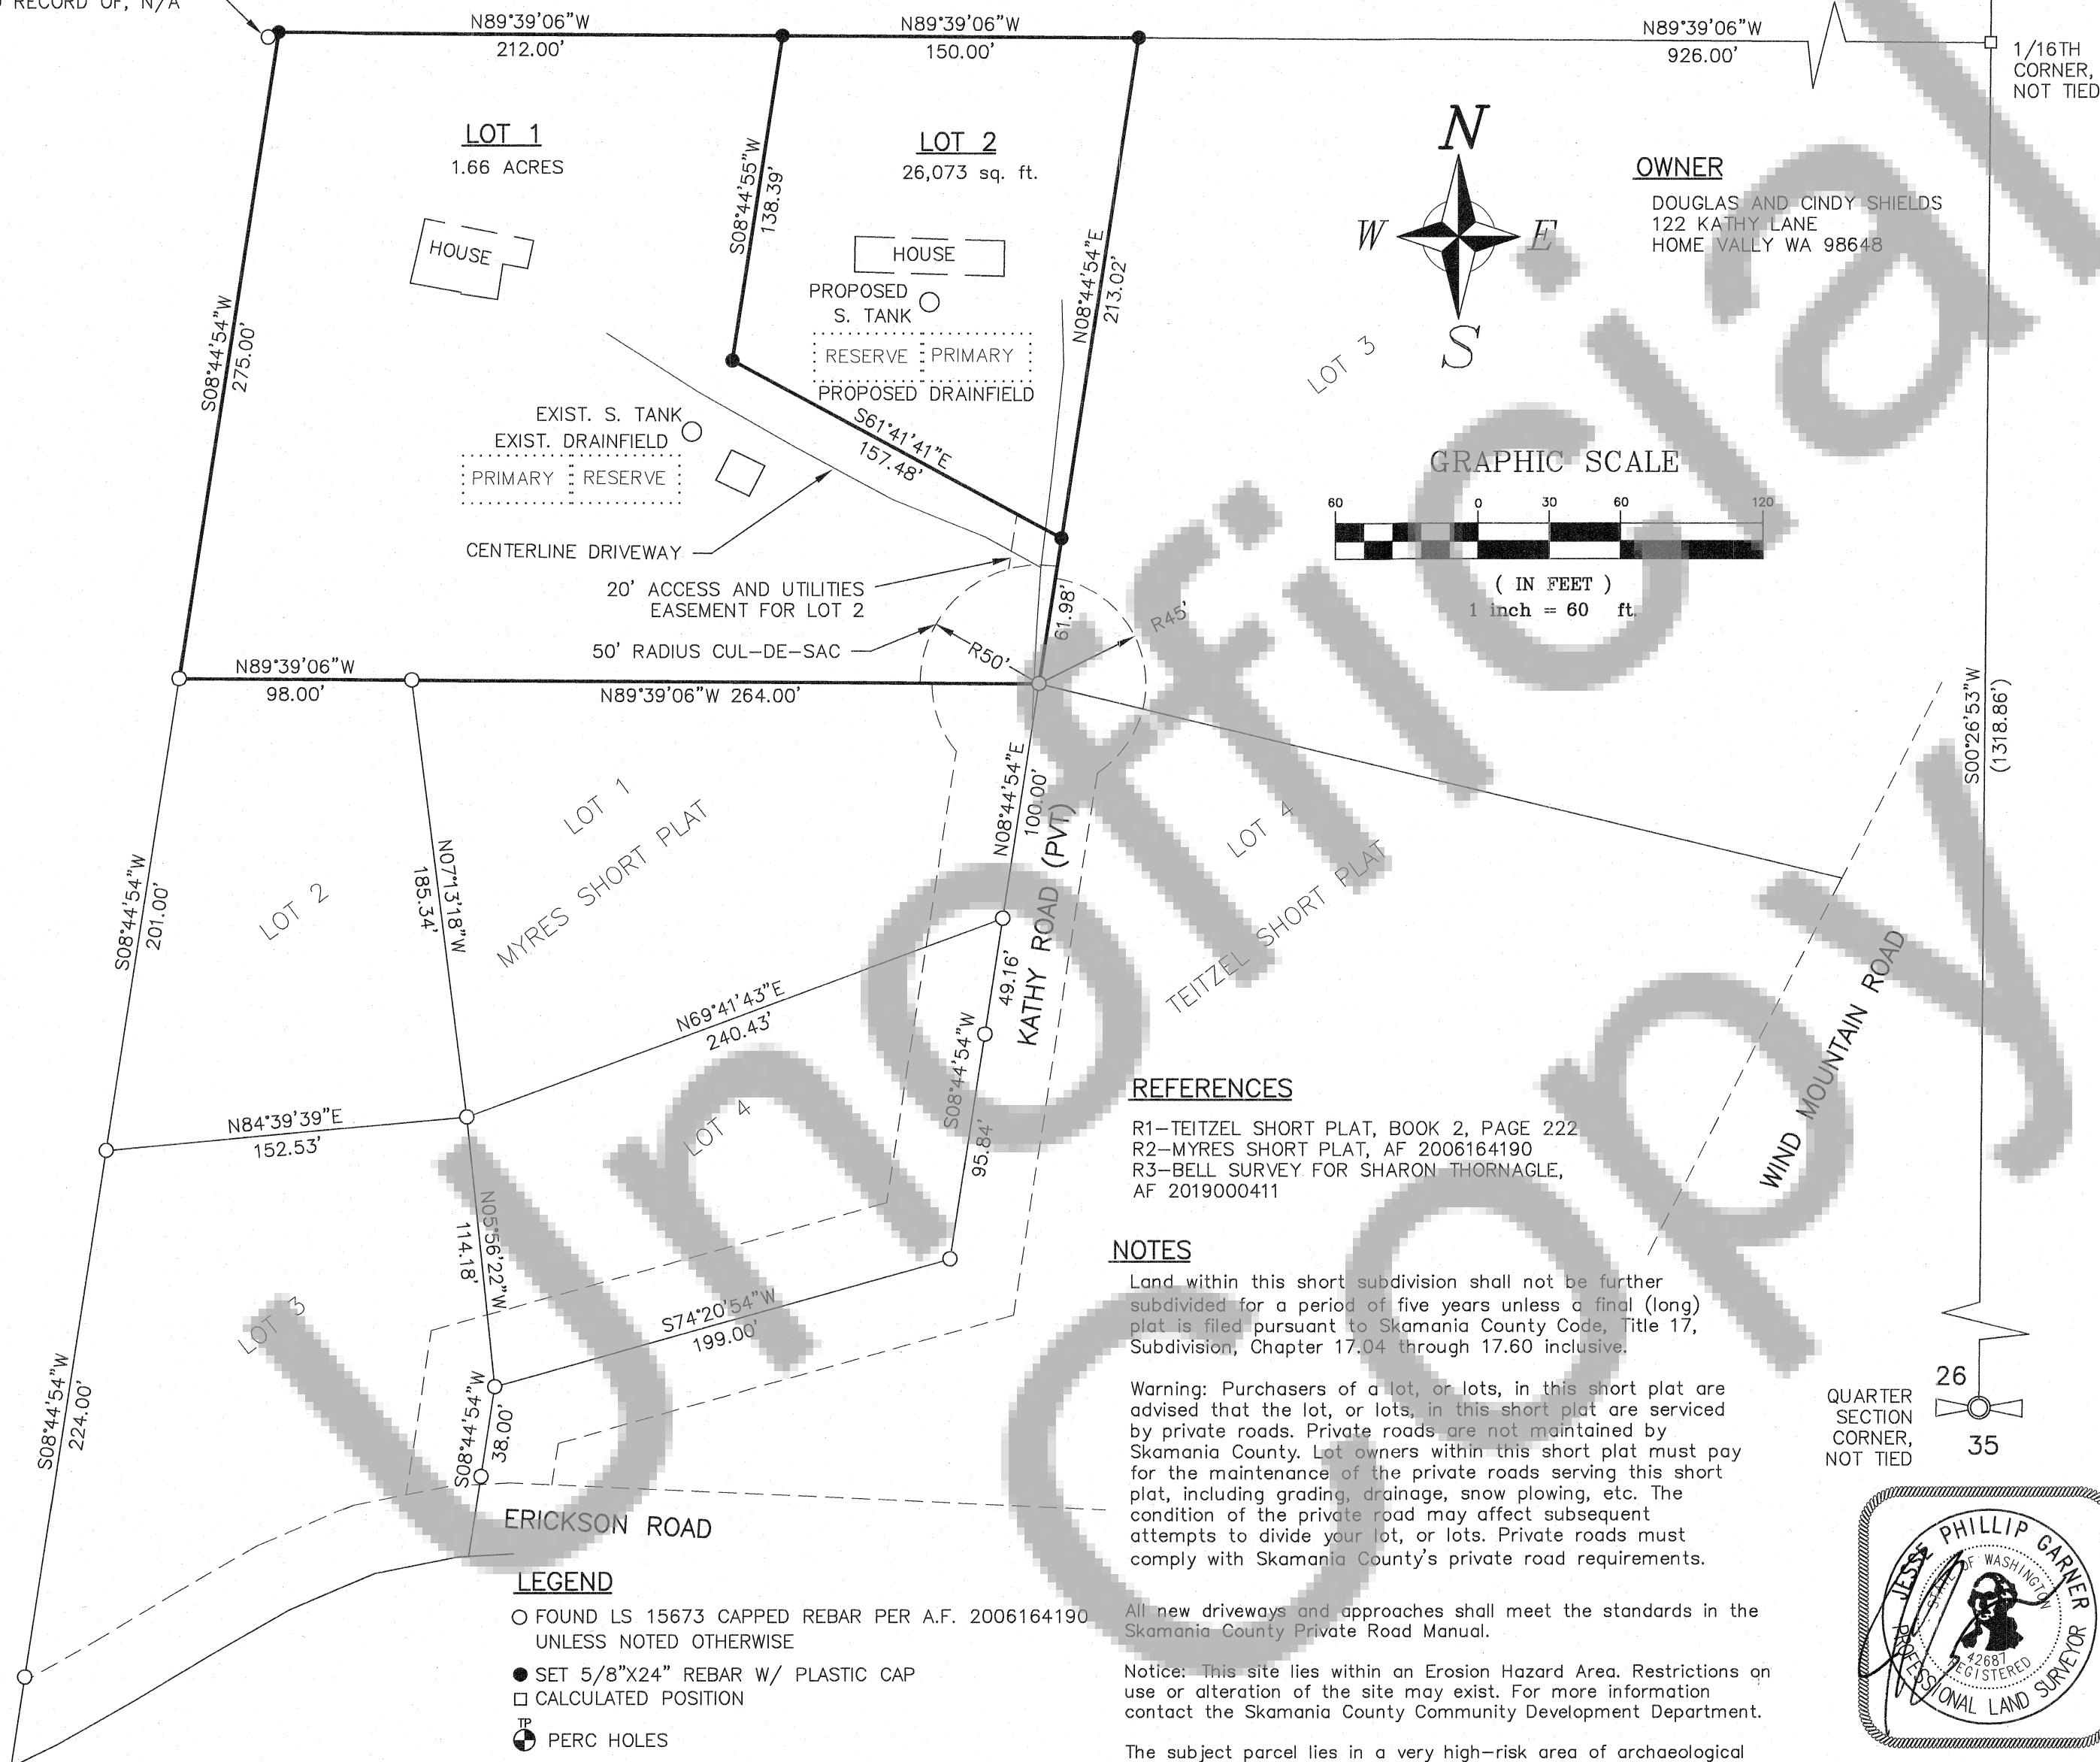 RECORD OF, N/A
N89°39'06"W
212.00'
N89°39'06"W
150.00'
N89°39'06"W
926.00'
1/16TH
CORNER,
NOT TIED
LOT 1
1.66 ACRES
LOT 2
26,073 sq. ft.
S08°44'55"W
138.39'
HOUSE
HOUSE
PROPOSED
S. TANK
RESERVE
PRIMARY
PROPOSED DRAINFIELD
N08°44'54"E
213.02'
S08°44'54"W
275.00'
N
W
E
S
OWNER
DOUGLAS AND CINDY SHIELDS
122 KATHY LANE
HOME VALLY WA 98648
LOT 3
EXIST. S. TANK
EXIST. DRAINFIELD
PRIMARY
RESERVE
S61°41'41"E
157.48'
CENTERLINE DRIVEWAY
20' ACCESS AND UTILITIES
EASEMENT FOR LOT 2
50' RADIUS CUL-DE-SAC
R50'
R45'
61.98'
GRAPHIC SCALE
60 0 30 60 120
( IN FEET )
1 inch = 60 ft.
N89°39'06"W
98.00'
N89°39'06"W 264.00'
S00°26'53"W
(1318.86')
N08°44'54"E
100.00'
KATHY ROAD (PVT)
LOT 1
MYRES SHORT PLAT
LOT 2
N07°13'18"W
185.34'
S08°44'54"W
201.00'
LOT 4
TEITZEL SHORT PLAT
WIND MOUNTAIN ROAD
N69°41'43"E
240.43'
49.16'
S08°44'54"W
95.84'
N84°39'39"E
152.53'
LOT 4
N05°56'22"W
114.18'
S74°20'54"W
199.00'
LOT 3
S08°44'54"W
224.00'
S08°44'54"W
38.00'
ERICKSON ROAD
REFERENCES
R1-TEITZEL SHORT PLAT, BOOK 2, PAGE 222
R2-MYRES SHORT PLAT, AF 2006164190
R3-BELL SURVEY FOR SHARON THORNAGLE,
AF 2019000411
NOTES
Land within this short subdivision shall not be further
subdivided for a period of five years unless a final (long)
plat is filed pursuant to Skamania County Code, Title 17,
Subdivision, Chapter 17.04 through 17.60 inclusive.
Warning: Purchasers of a lot, or lots, in this short plat are
advised that the lot, or lots, in this short plat are serviced
by private roads. Private roads are not maintained by
Skamania County. Lot owners within this short plat must pay
for the maintenance of the private roads serving this short
plat, including grading, drainage, snow plowing, etc. The
condition of the private road may affect subsequent
attempts to divide your lot, or lots. Private roads must
comply with Skamania County's private road requirements.
All new driveways and approaches shall meet the standards in the
Skamania County Private Road Manual.
Notice: This site lies within an Erosion Hazard Area. Restrictions on
use or alteration of the site may exist. For more information
contact the Skamania County Community Development Department.
The subject parcel lies in a very high-risk area of archaeological
26
QUARTER
SECTION
CORNER,
NOT TIED
35
JESSE PHILLIP GARNER
STATE OF WASHINGTON
42687
REGISTERED
PROFESSIONAL LAND SURVEYOR
LEGEND
FOUND LS 15673 CAPPED REBAR PER A.F. 2006164190
UNLESS NOTED OTHERWISE
SET 5/8"X24" REBAR W/ PLASTIC CAP
CALCULATED POSITION
TP
PERC HOLES
Unofficial
Copy